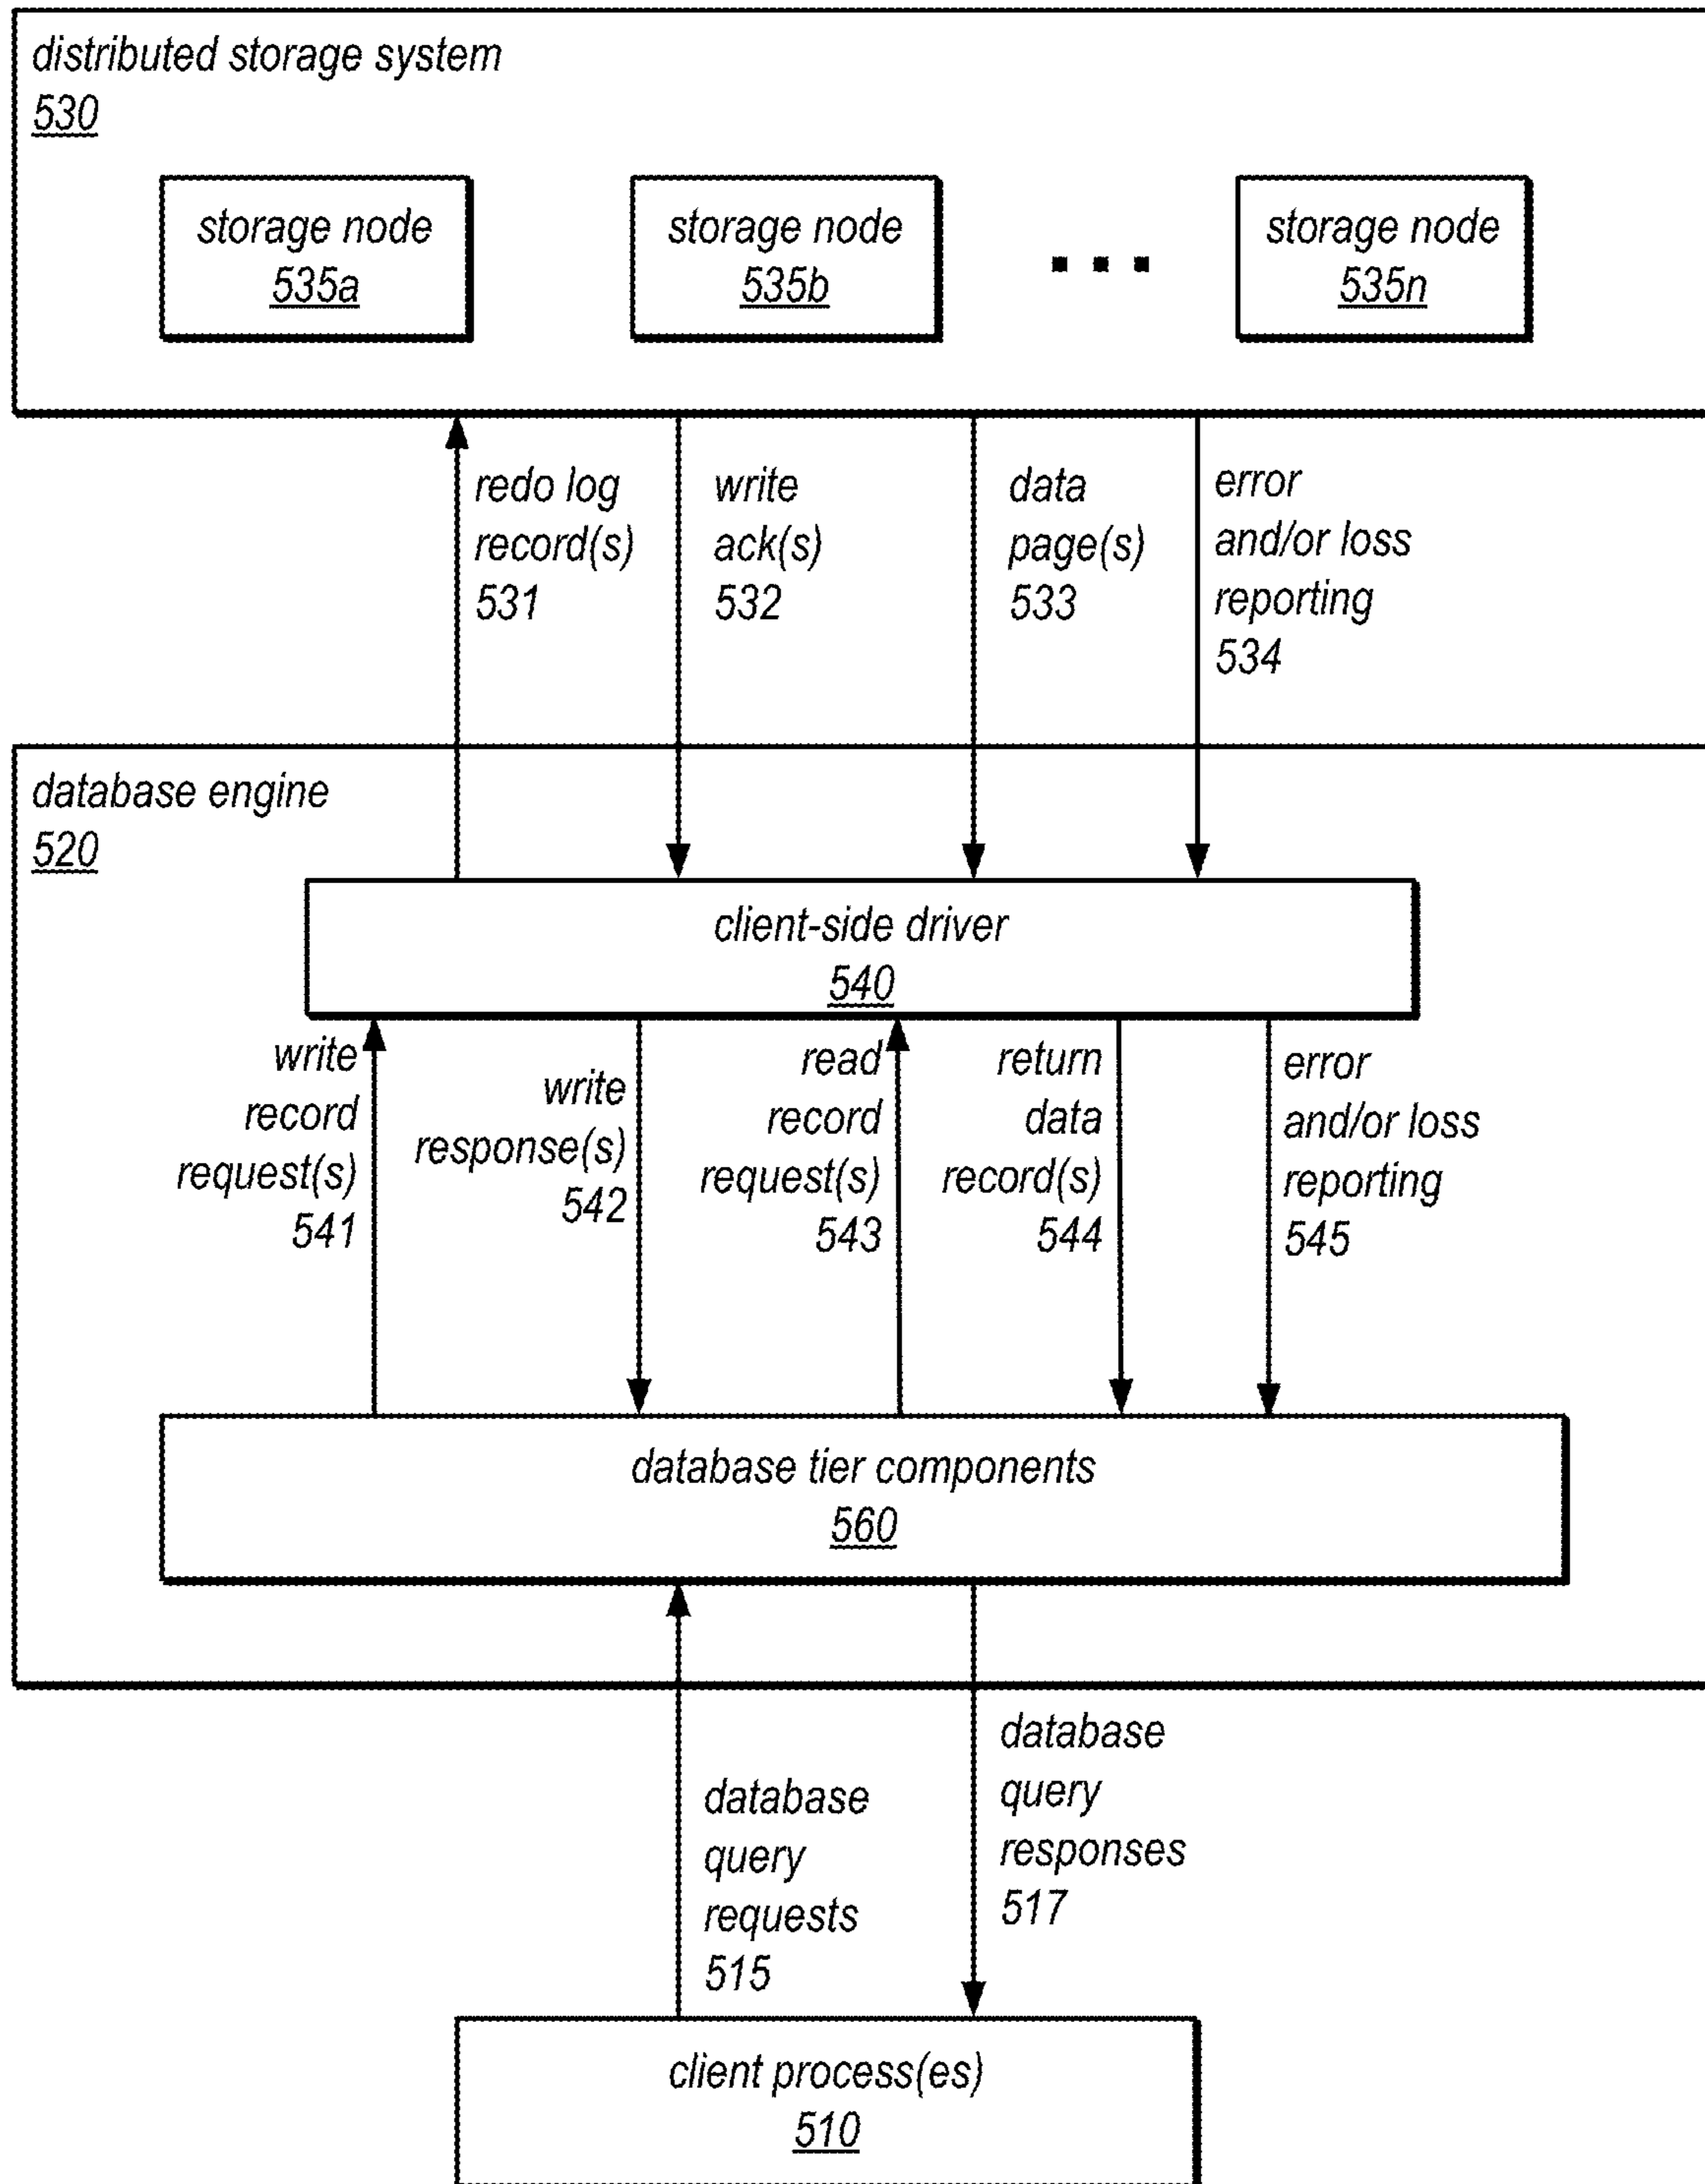 distributed storage system
530
storage node
535a
storage node
535b
storage node
535n
redo log
record(s)
531
write
ack(s)
532
data
page(s)
533
error
and/or loss
reporting
534
database engine
520
client-side driver
540
write
record
request(s)
541
write
response(s)
542
read
record
request(s)
543
return
data
record(s)
544
error
and/or loss
reporting
545
database tier components
560
database
query
requests
515
database
query
responses
517
client process(es)
510